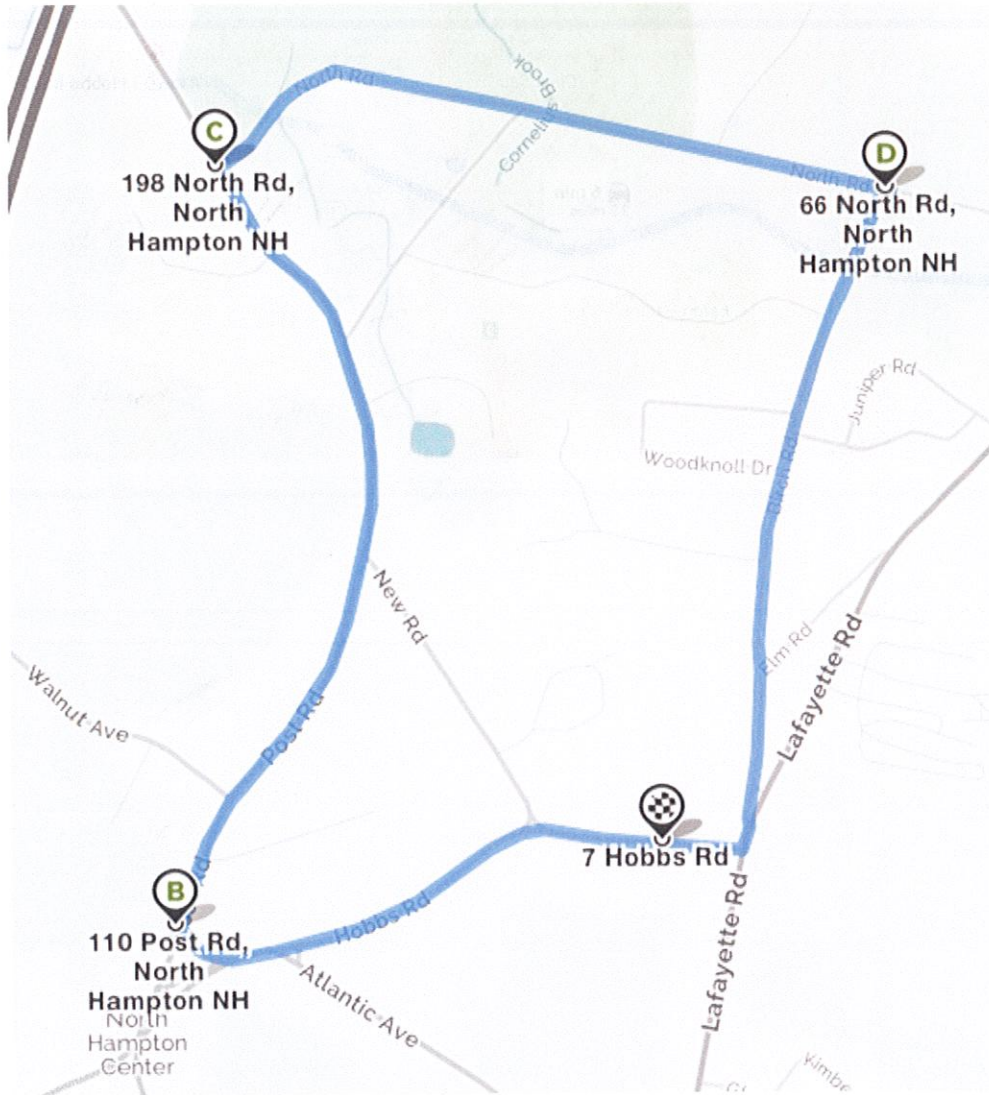 North Rd
Cornelius Brook
C
198 North Rd,
North
Hampton NH
D
North Rd
66 North Rd,
North
Hampton NH
Juniper Rd
Woodknoll Dr
Birch Rd
New Rd
Elm Rd
Lafayette Rd
Walnut Ave
Post Rd
7 Hobbs Rd
B
110 Post Rd,
North
Hampton NH
Hobbs Rd
Atlantic Ave
Lafayette Rd
North
Hampton
Center